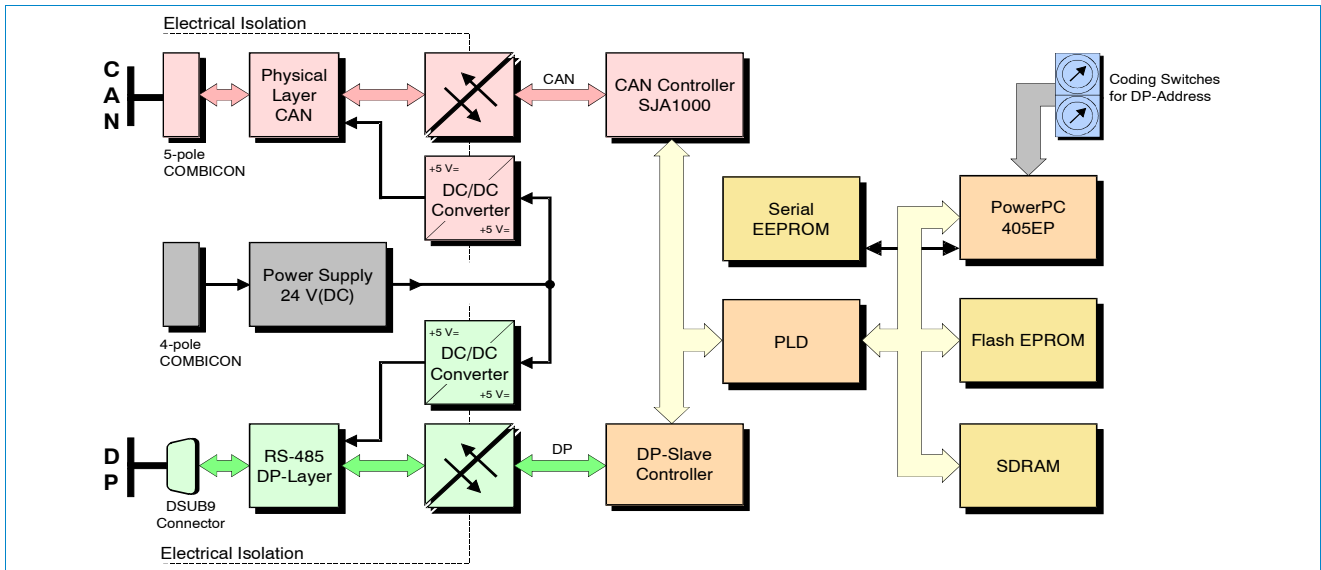 Electrical Isolation
C
A
N
Physical
Layer
CAN
CAN
CAN Controller
SJA1000
Coding Switches
for DP-Address
5-pole
COMBICON
+5 V=
DC/DC
Converter
+5 V=
Serial
EEPROM
PowerPC
405EP
Power Supply
24 V(DC)
4-pole
COMBICON
+5 V=
DC/DC
Converter
+5 V=
PLD
Flash EPROM
D
P
RS-485
DP-Layer
DP
DP-Slave
Controller
SDRAM
DSUB9
Connector
Electrical Isolation